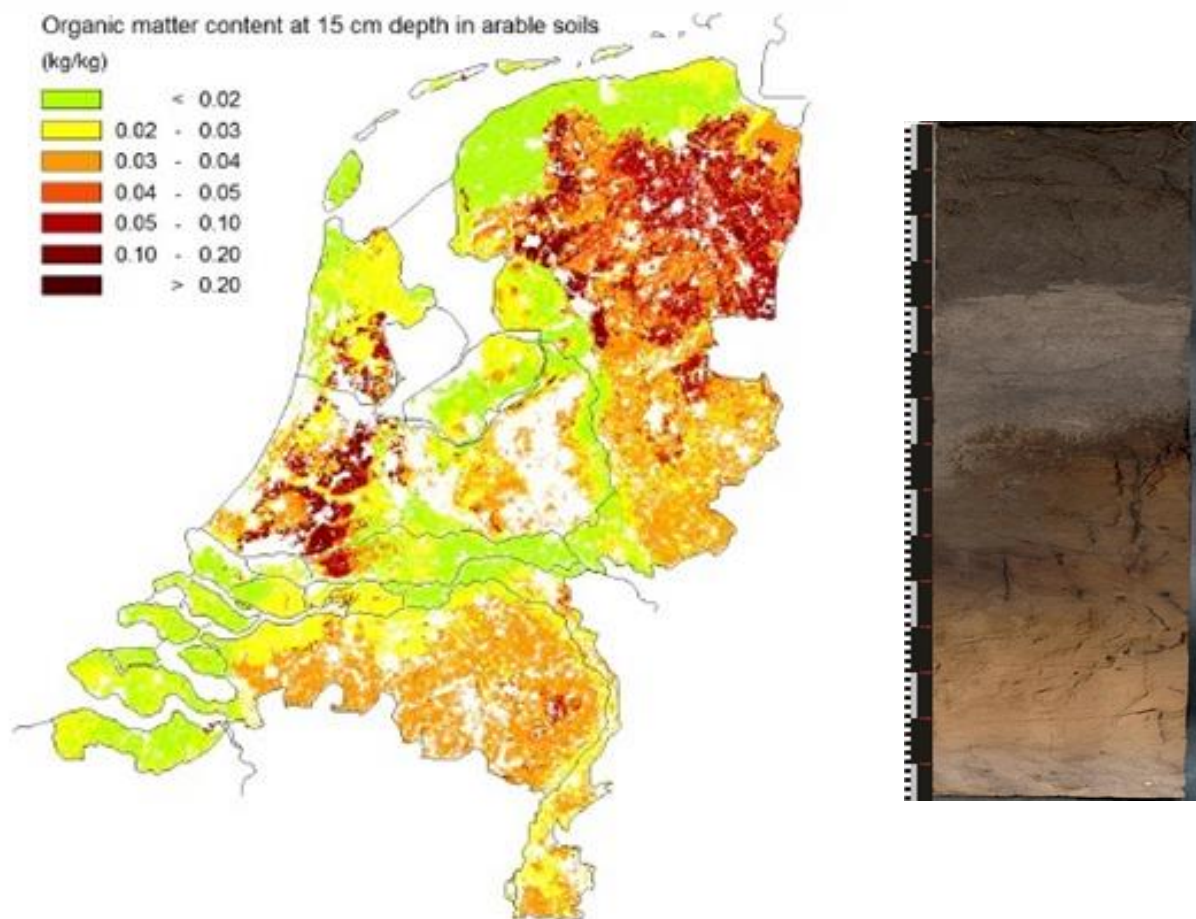 Organic matter content at 15 cm depth in arable soils
(kg/kg)
< 0.02
0.02 - 0.03
0.03 - 0.04
0.04 - 0.05
0.05 - 0.10
0.10 - 0.20
> 0.20